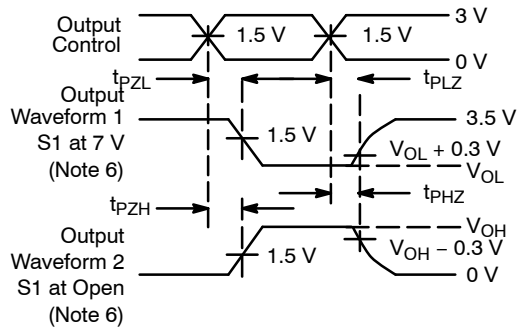 Output
Control
1.5 V
1.5 V
3 V
0 V
tPZL
tPLZ
Output
Waveform 1
S1 at 7 V
(Note 6)
1.5 V
3.5 V
VOL + 0.3 V
VOL
tPZH
tPHZ
Output
Waveform 2
S1 at Open
(Note 6)
1.5 V
VOH
VOH − 0.3 V
0 V